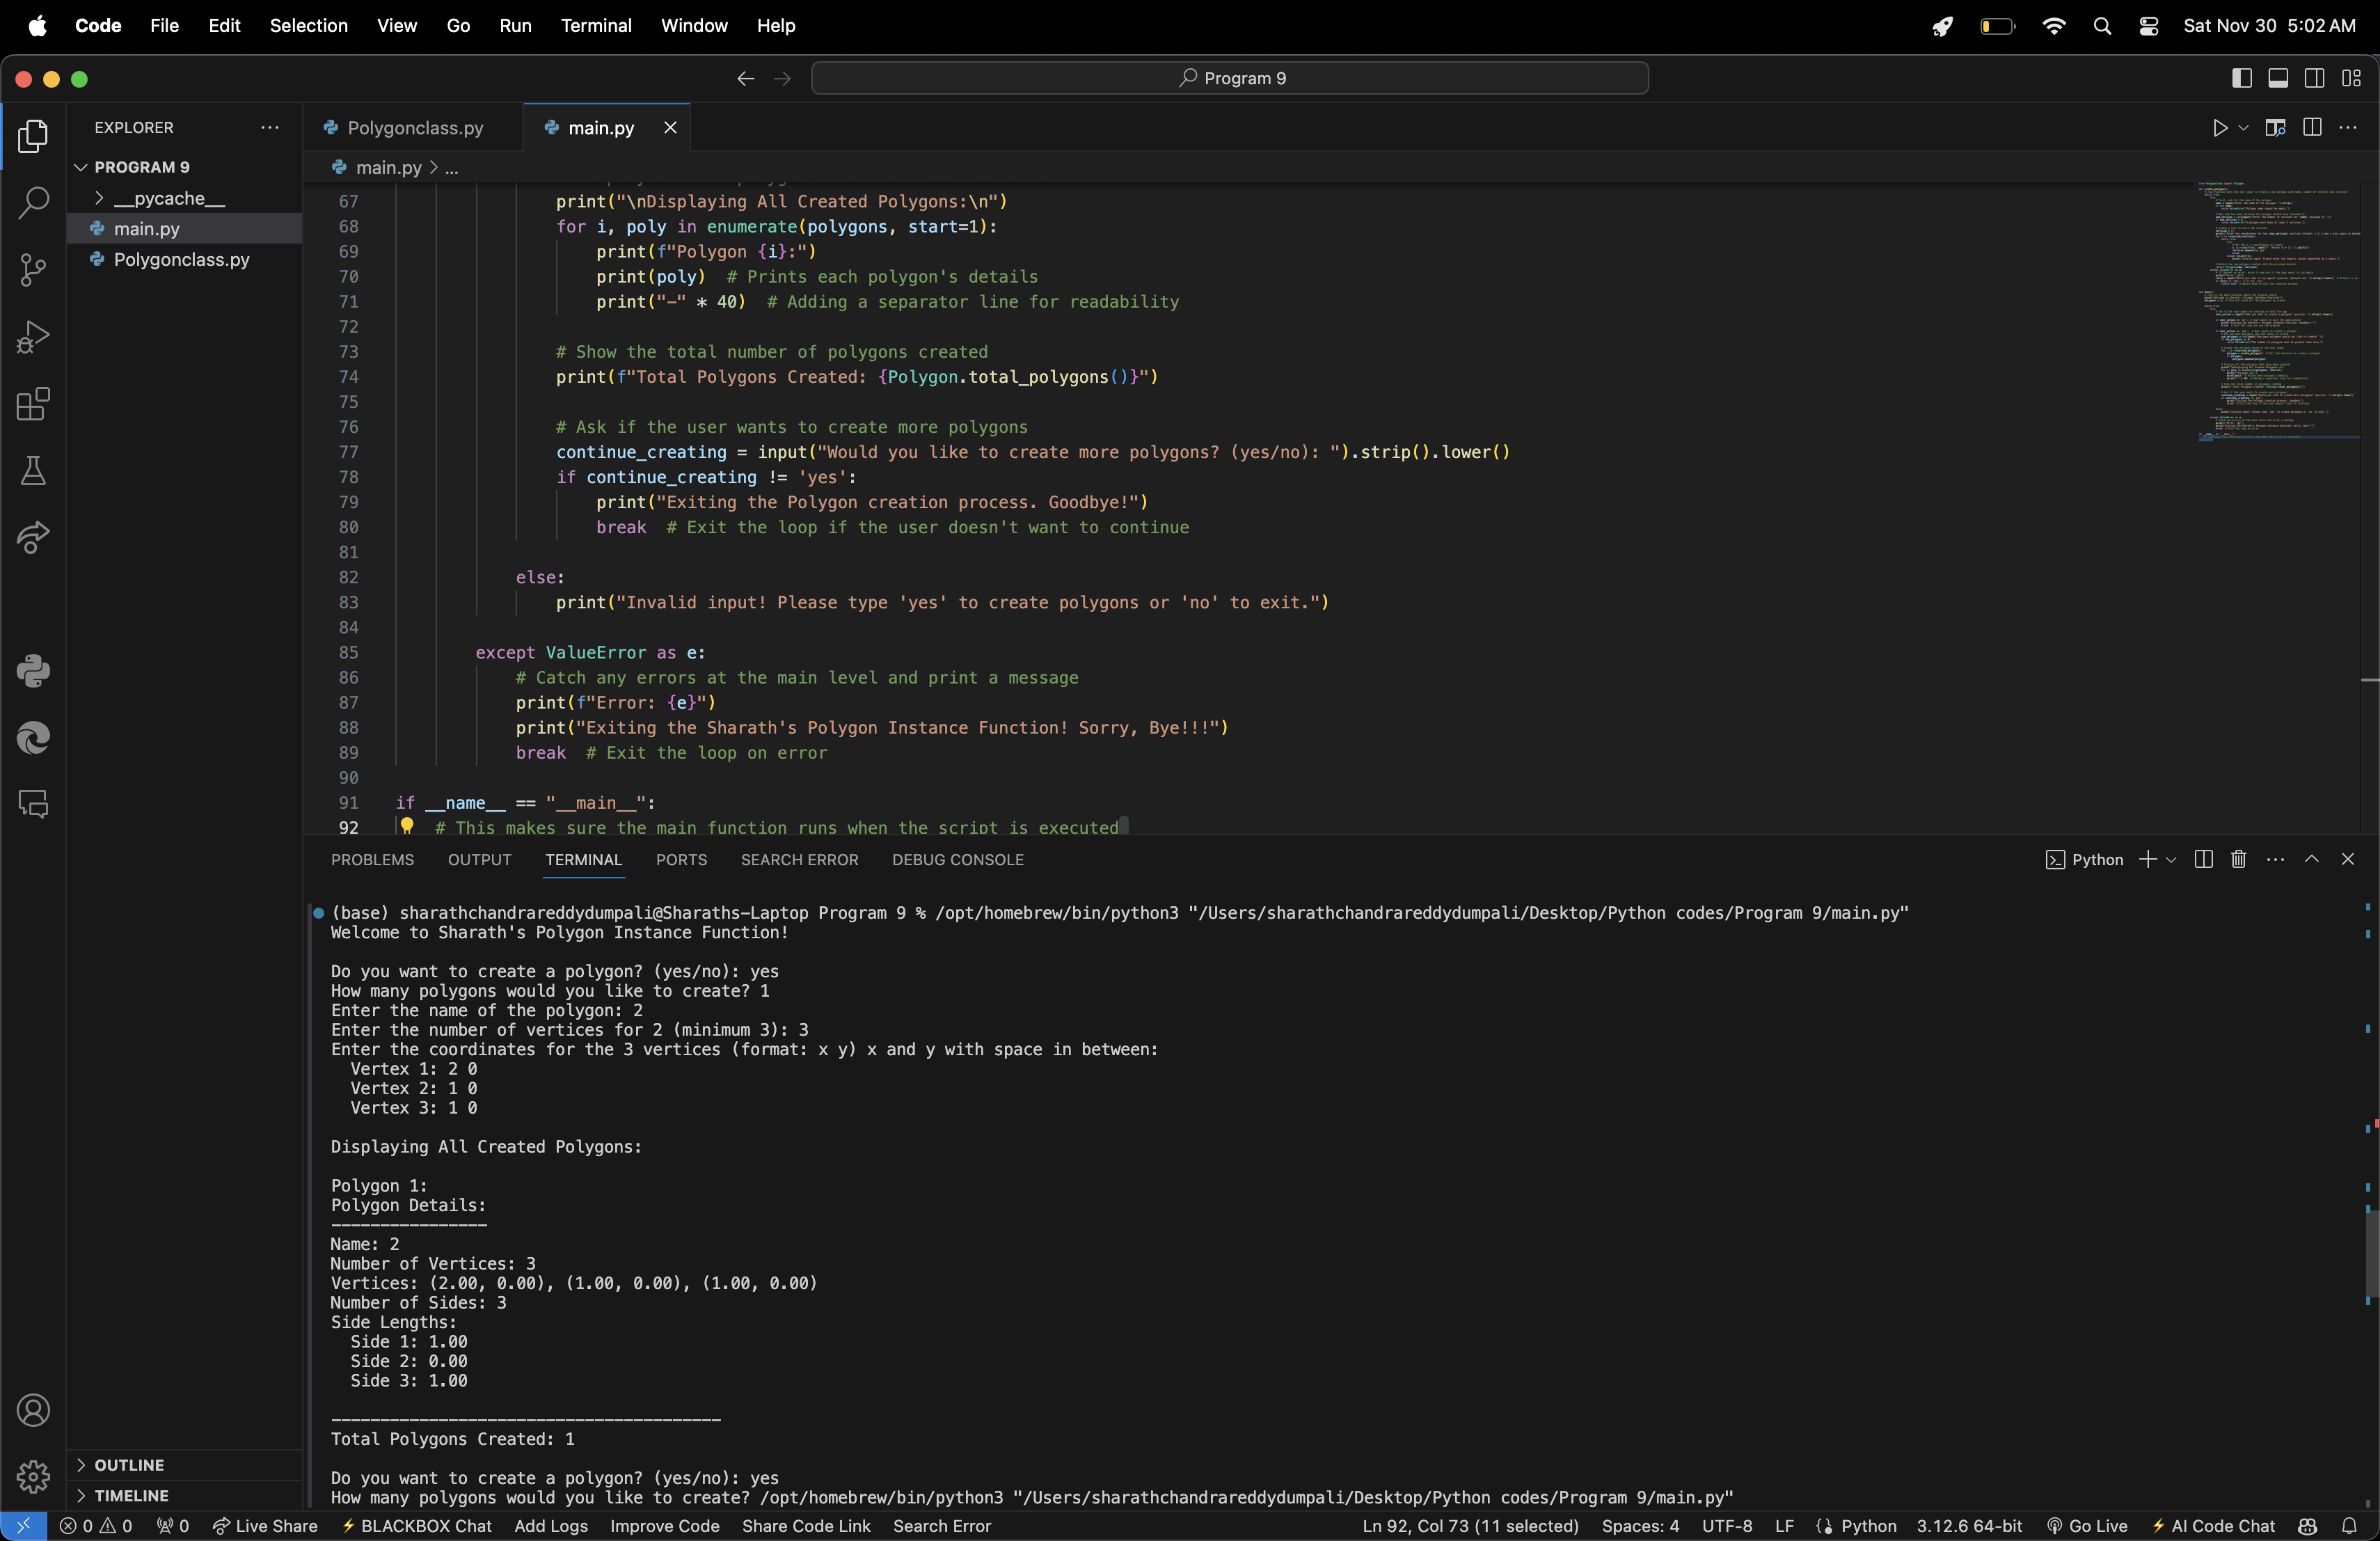 Code File Edit Selection View Go Run Terminal Window Help Sat Nov 30 5:02 AM
Program 9
EXPLORER
PROGRAM 9
__pycache__
main.py
Polygonclass.py
OUTLINE
TIMELINE
Polygonclass.py main.py
main.py > ...
67 print("\nDisplaying All Created Polygons:\n")
68 for i, poly in enumerate(polygons, start=1):
69 print(f"Polygon {i}:")
70 print(poly) # Prints each polygon's details
71 print("-" * 40) # Adding a separator line for readability
72
73 # Show the total number of polygons created
74 print(f"Total Polygons Created: {Polygon.total_polygons()}")
75
76 # Ask if the user wants to create more polygons
77 continue_creating = input("Would you like to create more polygons? (yes/no): ").strip().lower()
78 if continue_creating != 'yes':
79 print("Exiting the Polygon creation process. Goodbye!")
80 break # Exit the loop if the user doesn't want to continue
81
82 else:
83 print("Invalid input! Please type 'yes' to create polygons or 'no' to exit.")
84
85 except ValueError as e:
86 # Catch any errors at the main level and print a message
87 print(f"Error: {e}")
88 print("Exiting the Sharath's Polygon Instance Function! Sorry, Bye!!!")
89 break # Exit the loop on error
90
91 if __name__ == "__main__":
92 # This makes sure the main function runs when the script is executed
PROBLEMS OUTPUT TERMINAL PORTS SEARCH ERROR DEBUG CONSOLE Python
(base) sharathchandrareddydumpali@Sharaths-Laptop Program 9 % /opt/homebrew/bin/python3 "/Users/sharathchandrareddydumpali/Desktop/Python codes/Program 9/main.py"
Welcome to Sharath's Polygon Instance Function!
Do you want to create a polygon? (yes/no): yes
How many polygons would you like to create? 1
Enter the name of the polygon: 2
Enter the number of vertices for 2 (minimum 3): 3
Enter the coordinates for the 3 vertices (format: x y) x and y with space in between:
Vertex 1: 2 0
Vertex 2: 1 0
Vertex 3: 1 0
Displaying All Created Polygons:
Polygon 1:
Polygon Details:
----------------
Name: 2
Number of Vertices: 3
Vertices: (2.00, 0.00), (1.00, 0.00), (1.00, 0.00)
Number of Sides: 3
Side Lengths:
Side 1: 1.00
Side 2: 0.00
Side 3: 1.00
----------------------------------------
Total Polygons Created: 1
Do you want to create a polygon? (yes/no): yes
How many polygons would you like to create? /opt/homebrew/bin/python3 "/Users/sharathchandrareddydumpali/Desktop/Python codes/Program 9/main.py"
0 0 0 Live Share BLACKBOX Chat Add Logs Improve Code Share Code Link Search Error Ln 92, Col 73 (11 selected) Spaces: 4 UTF-8 LF Python 3.12.6 64-bit Go Live AI Code Chat